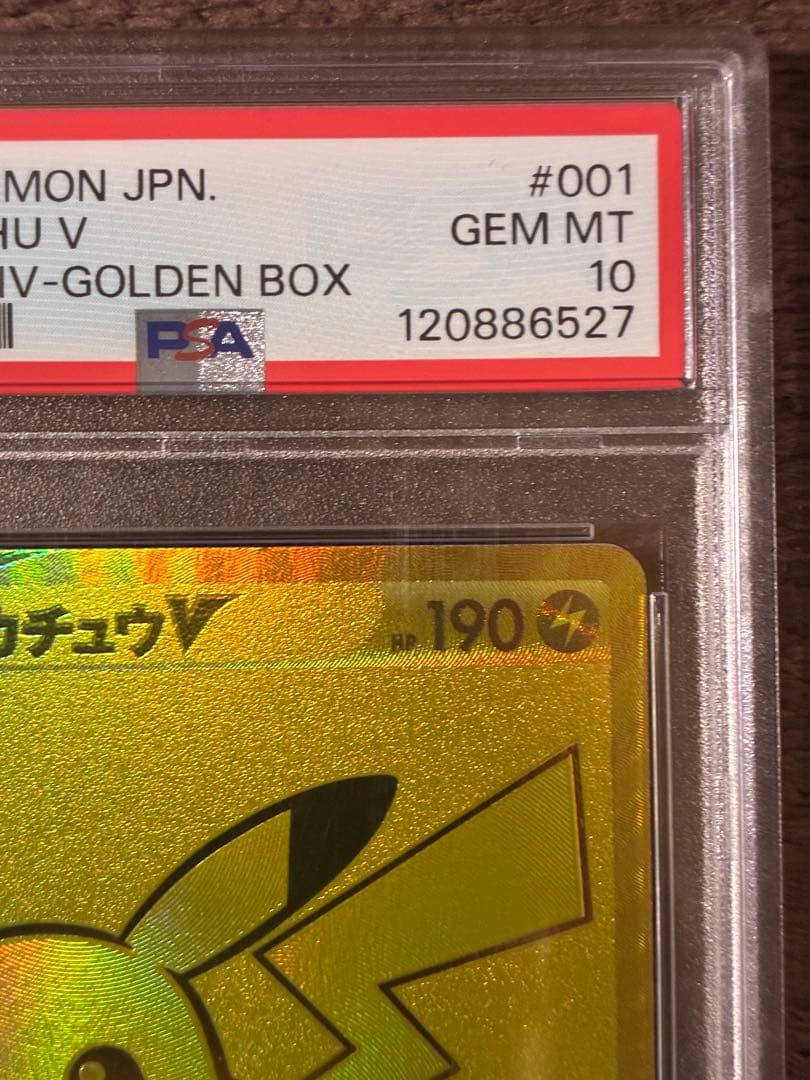 MON JPN. #001
HU V GEM MT
IV-GOLDEN BOX 10
PSA 120886527
カチュウV HP 190